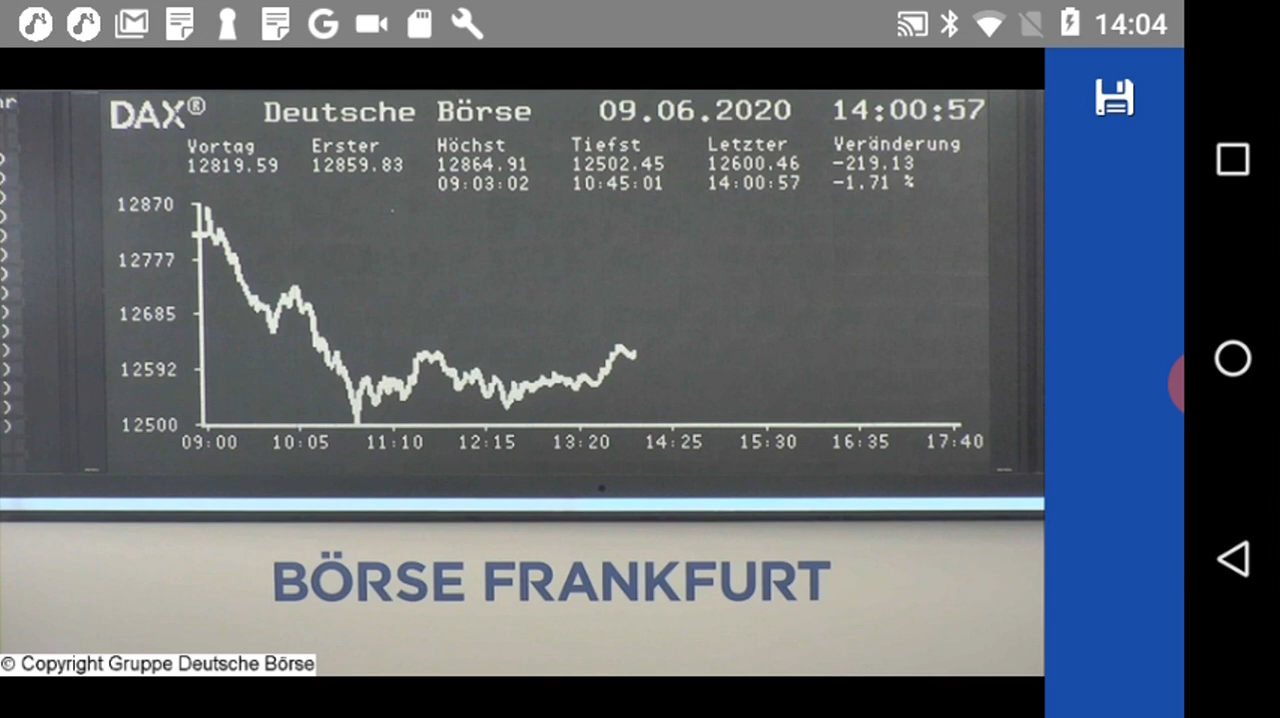 14:04
DAX® Deutsche Börse 09.06.2020 14:00:57
Vortag Erster Höchst Tiefst Letzter Veränderung
12819.59 12859.83 12864.91 12502.45 12600.46 -219.13
09:03:02 10:45:01 14:00:57 -1.71 %
12870
12777
12685
12592
12500
09:00 10:05 11:10 12:15 13:20 14:25 15:30 16:35 17:40
BÖRSE FRANKFURT
© Copyright Gruppe Deutsche Börse